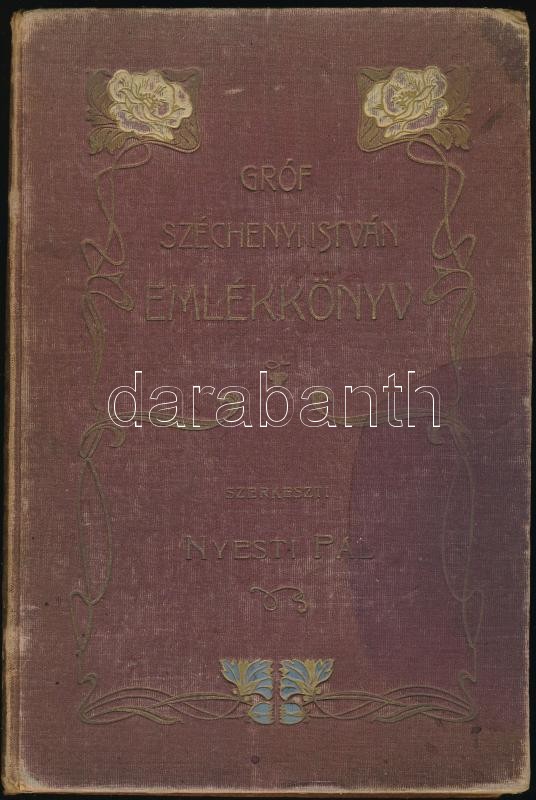 GRÓF
SZÉCHENYI ISTVÁN
EMLÉKKÖNYV
darabanth
SZERKESZTI
NYESTI PÁL